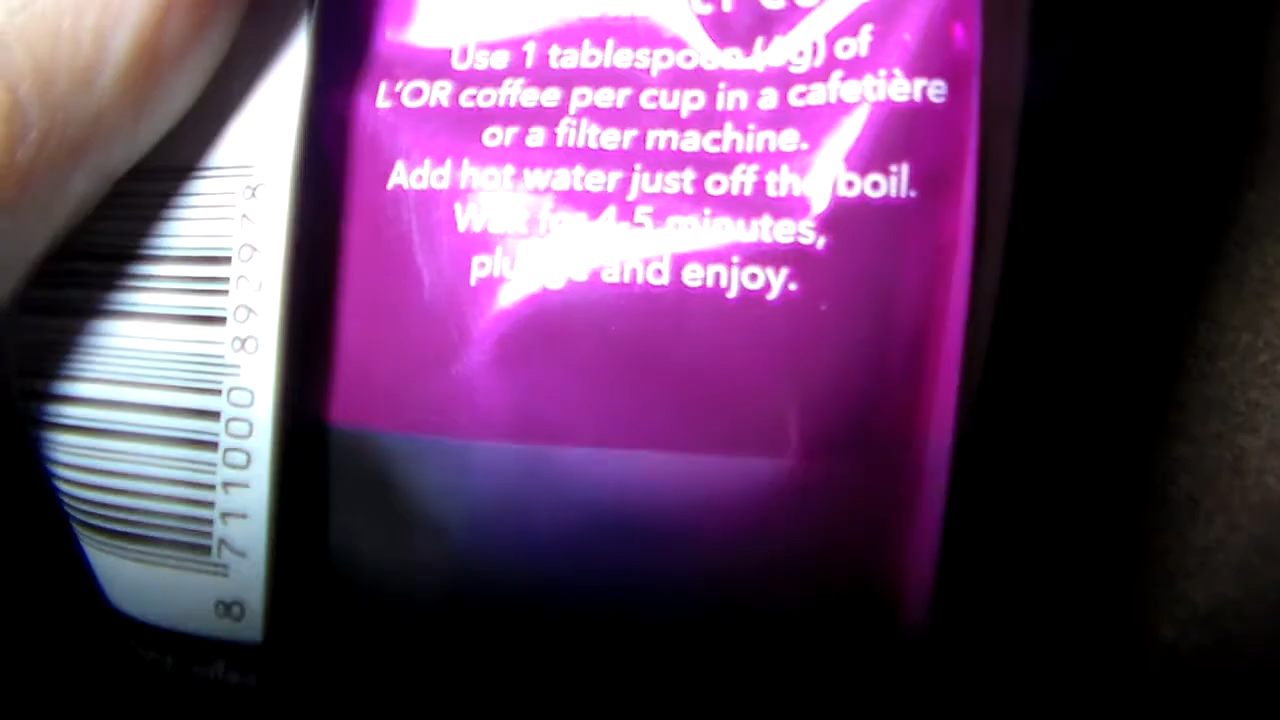 Use 1 tablespoon (6g) of
L'OR coffee per cup in a cafetière
or a filter machine.
Add hot water just off the boil.
Wait for 4-5 minutes,
plunge and enjoy.
8 711000 892978